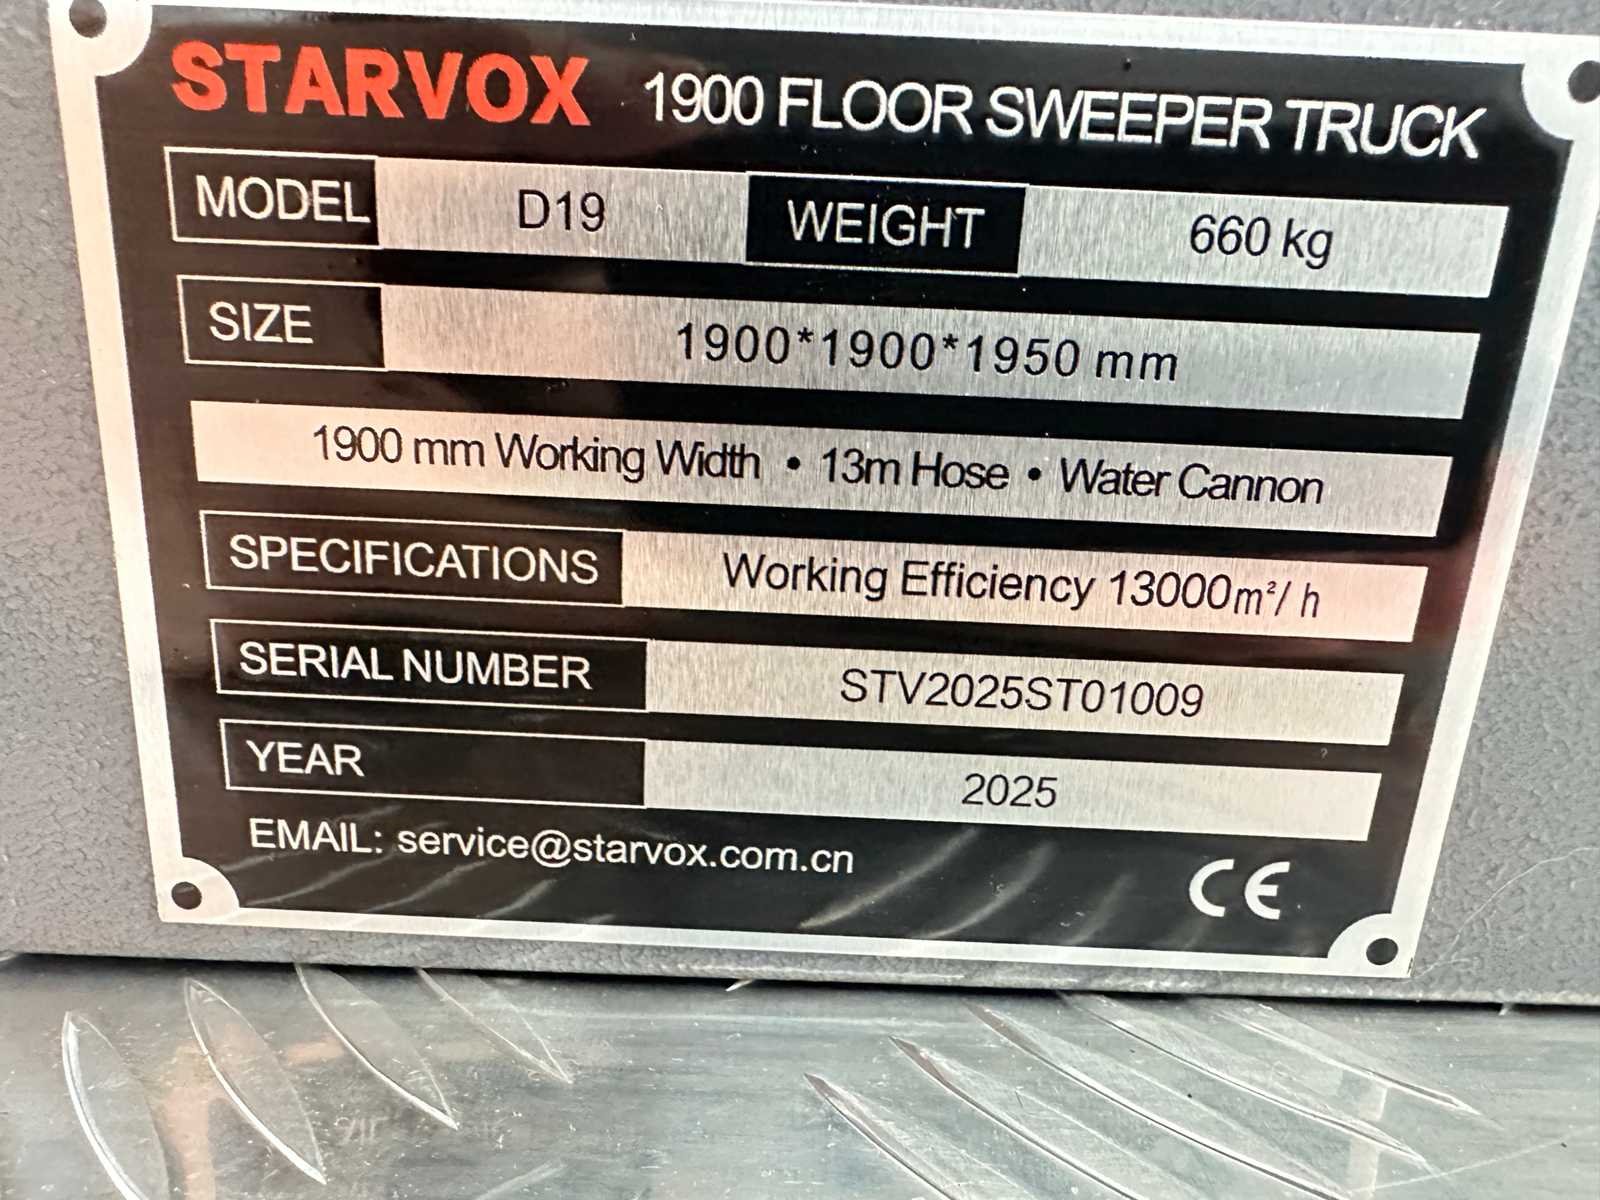 STARVOX 1900 FLOOR SWEEPER TRUCK
MODEL D19 WEIGHT 660 kg
SIZE 1900*1900*1950 mm
1900 mm Working Width • 13m Hose • Water Cannon
SPECIFICATIONS Working Efficiency 13000m²/ h
SERIAL NUMBER STV2025ST01009
YEAR 2025
EMAIL: service@starvox.com.cn CE